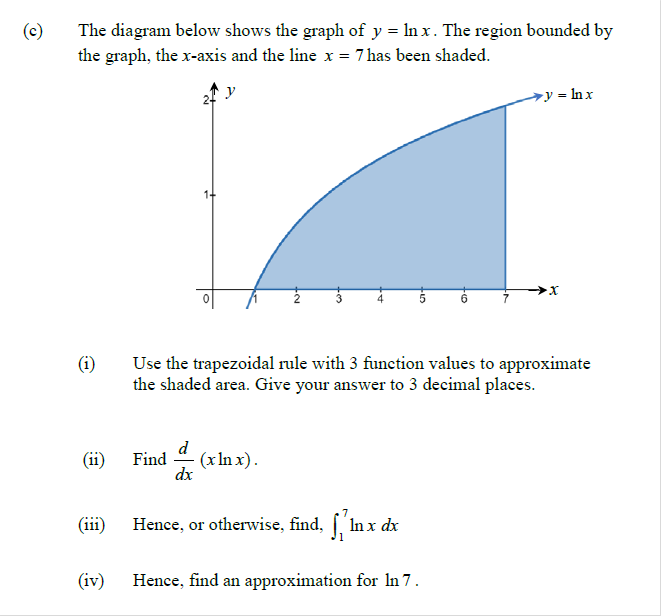 (c) The diagram below shows the graph of y = ln x. The region bounded by
the graph, the x-axis and the line x = 7 has been shaded.
y
2
y = ln x
1
0 1 2 3 4 5 6 7 x
(i) Use the trapezoidal rule with 3 function values to approximate
the shaded area. Give your answer to 3 decimal places.
(ii) Find d/dx (x ln x).
(iii) Hence, or otherwise, find, ∫₁⁷ ln x dx
(iv) Hence, find an approximation for ln 7.